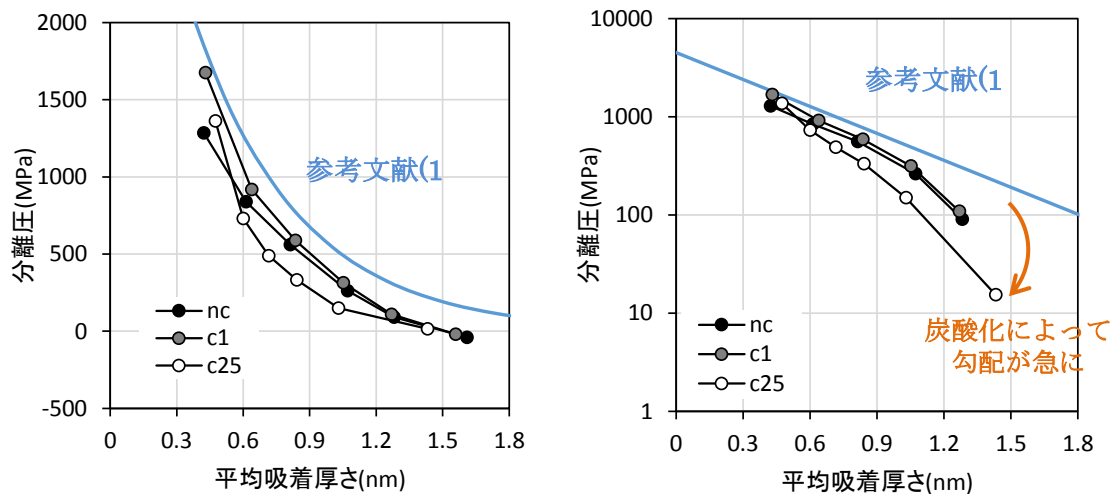 2000
1500
1000
500
0
-500
分離圧(MPa)
参考文献(1
nc
c1
c25
0
0.3
0.6
0.9
1.2
1.5
1.8
平均吸着厚さ(nm)
10000
1000
100
10
1
分離圧(MPa)
参考文献(1
炭酸化によって
勾配が急に
nc
c1
c25
0
0.3
0.6
0.9
1.2
1.5
1.8
平均吸着厚さ(nm)